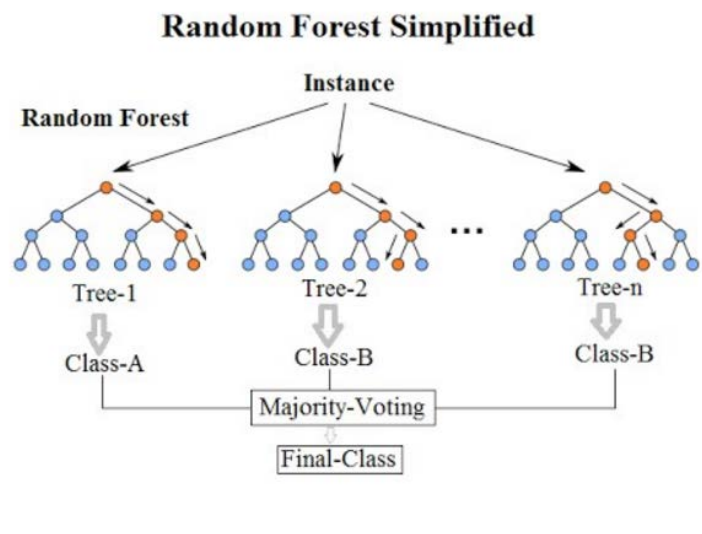 Random Forest Simplified
Instance
Random Forest
...
Tree-1
Tree-2
Tree-n
Class-A
Class-B
Class-B
Majority-Voting
Final-Class